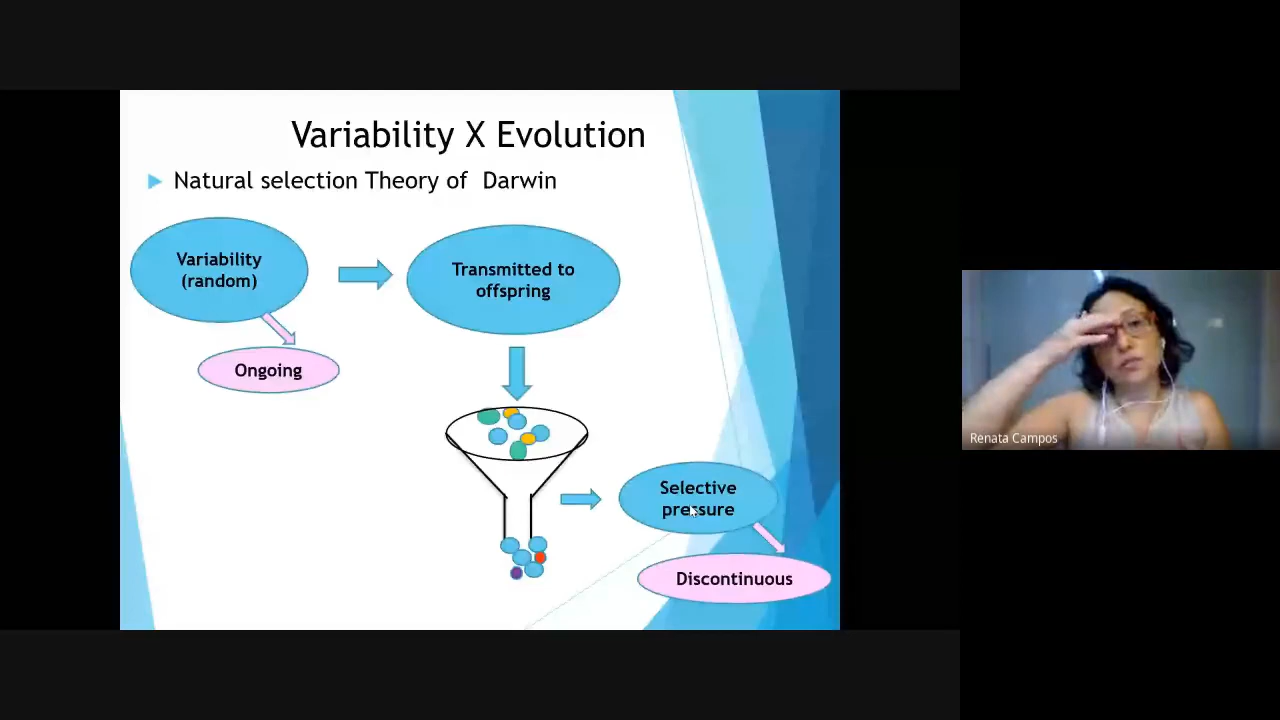 Variability X Evolution
Natural selection Theory of Darwin
Variability
(random)
Transmitted to
offspring
Ongoing
Selective
pressure
Discontinuous
Renata Campos